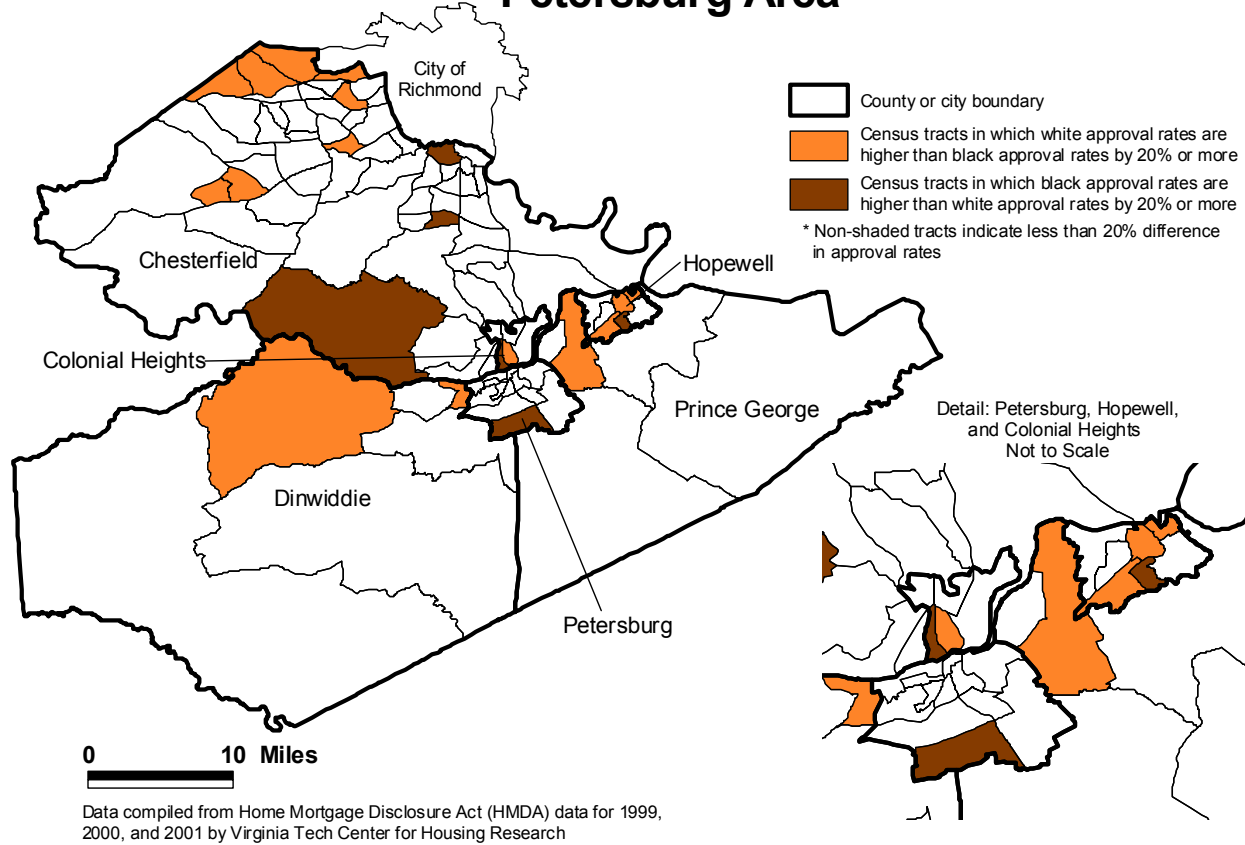 Petersburg Area
City of
Richmond
County or city boundary
Census tracts in which white approval rates are
higher than black approval rates by 20% or more
Census tracts in which black approval rates are
higher than white approval rates by 20% or more
* Non-shaded tracts indicate less than 20% difference
in approval rates
Chesterfield
Hopewell
Colonial Heights
Prince George
Detail: Petersburg, Hopewell,
and Colonial Heights
Not to Scale
Dinwiddie
Petersburg
0 10 Miles
Data compiled from Home Mortgage Disclosure Act (HMDA) data for 1999,
2000, and 2001 by Virginia Tech Center for Housing Research